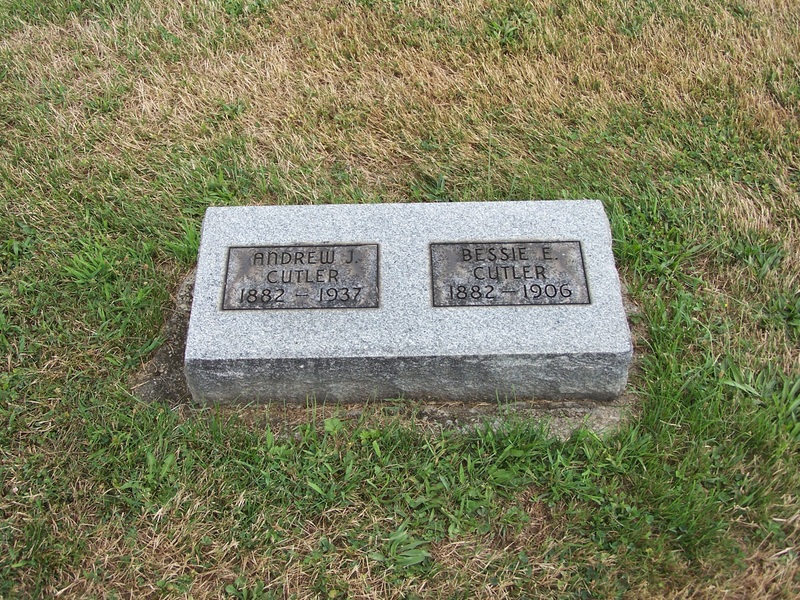 ANDREW J.
CUTLER
1882 – 1937
BESSIE E.
CUTLER
1882 – 1906